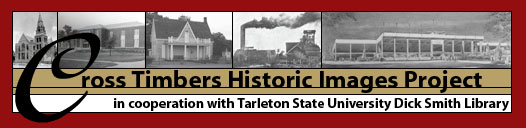 Cross Timbers Historic Images Project
in cooperation with Tarleton State University Dick Smith Library